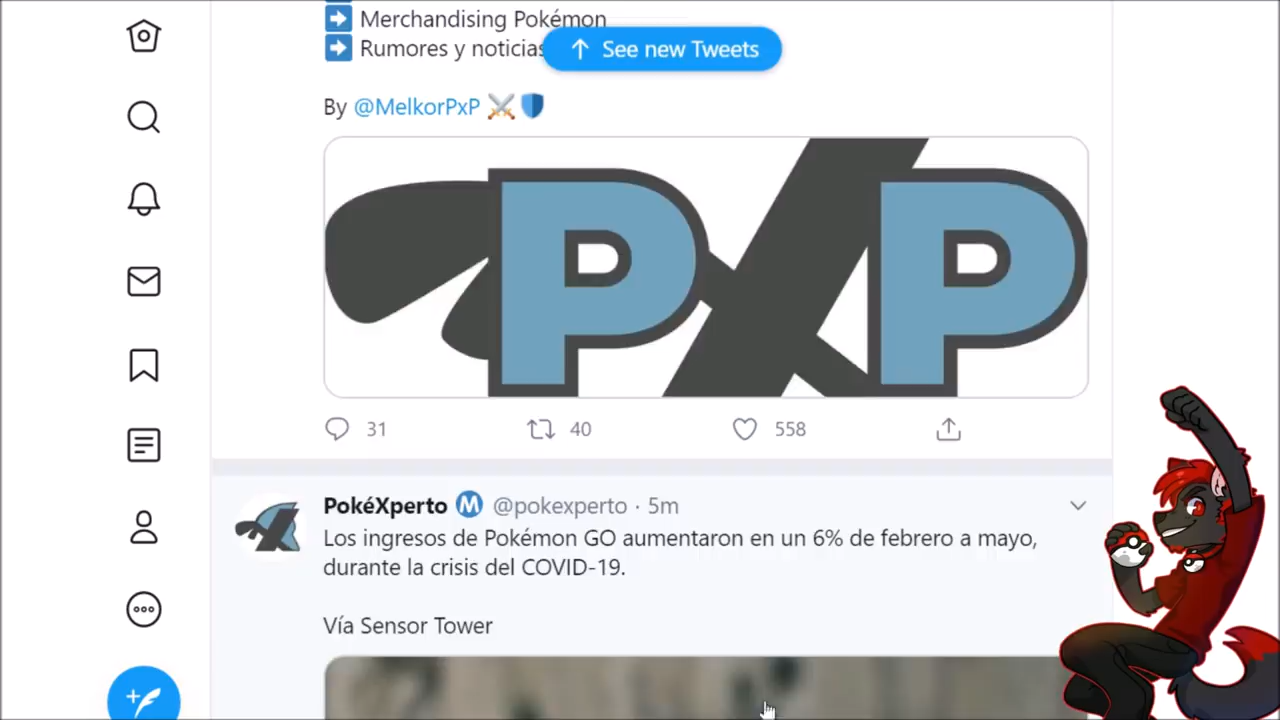 Merchandising Pokémon
Rumores y noticias
See new Tweets
By @MelkorPxP
PXP
31 40 558
PokéXperto M @pokexperto · 5m
Los ingresos de Pokémon GO aumentaron en un 6% de febrero a mayo,
durante la crisis del COVID-19.
Vía Sensor Tower